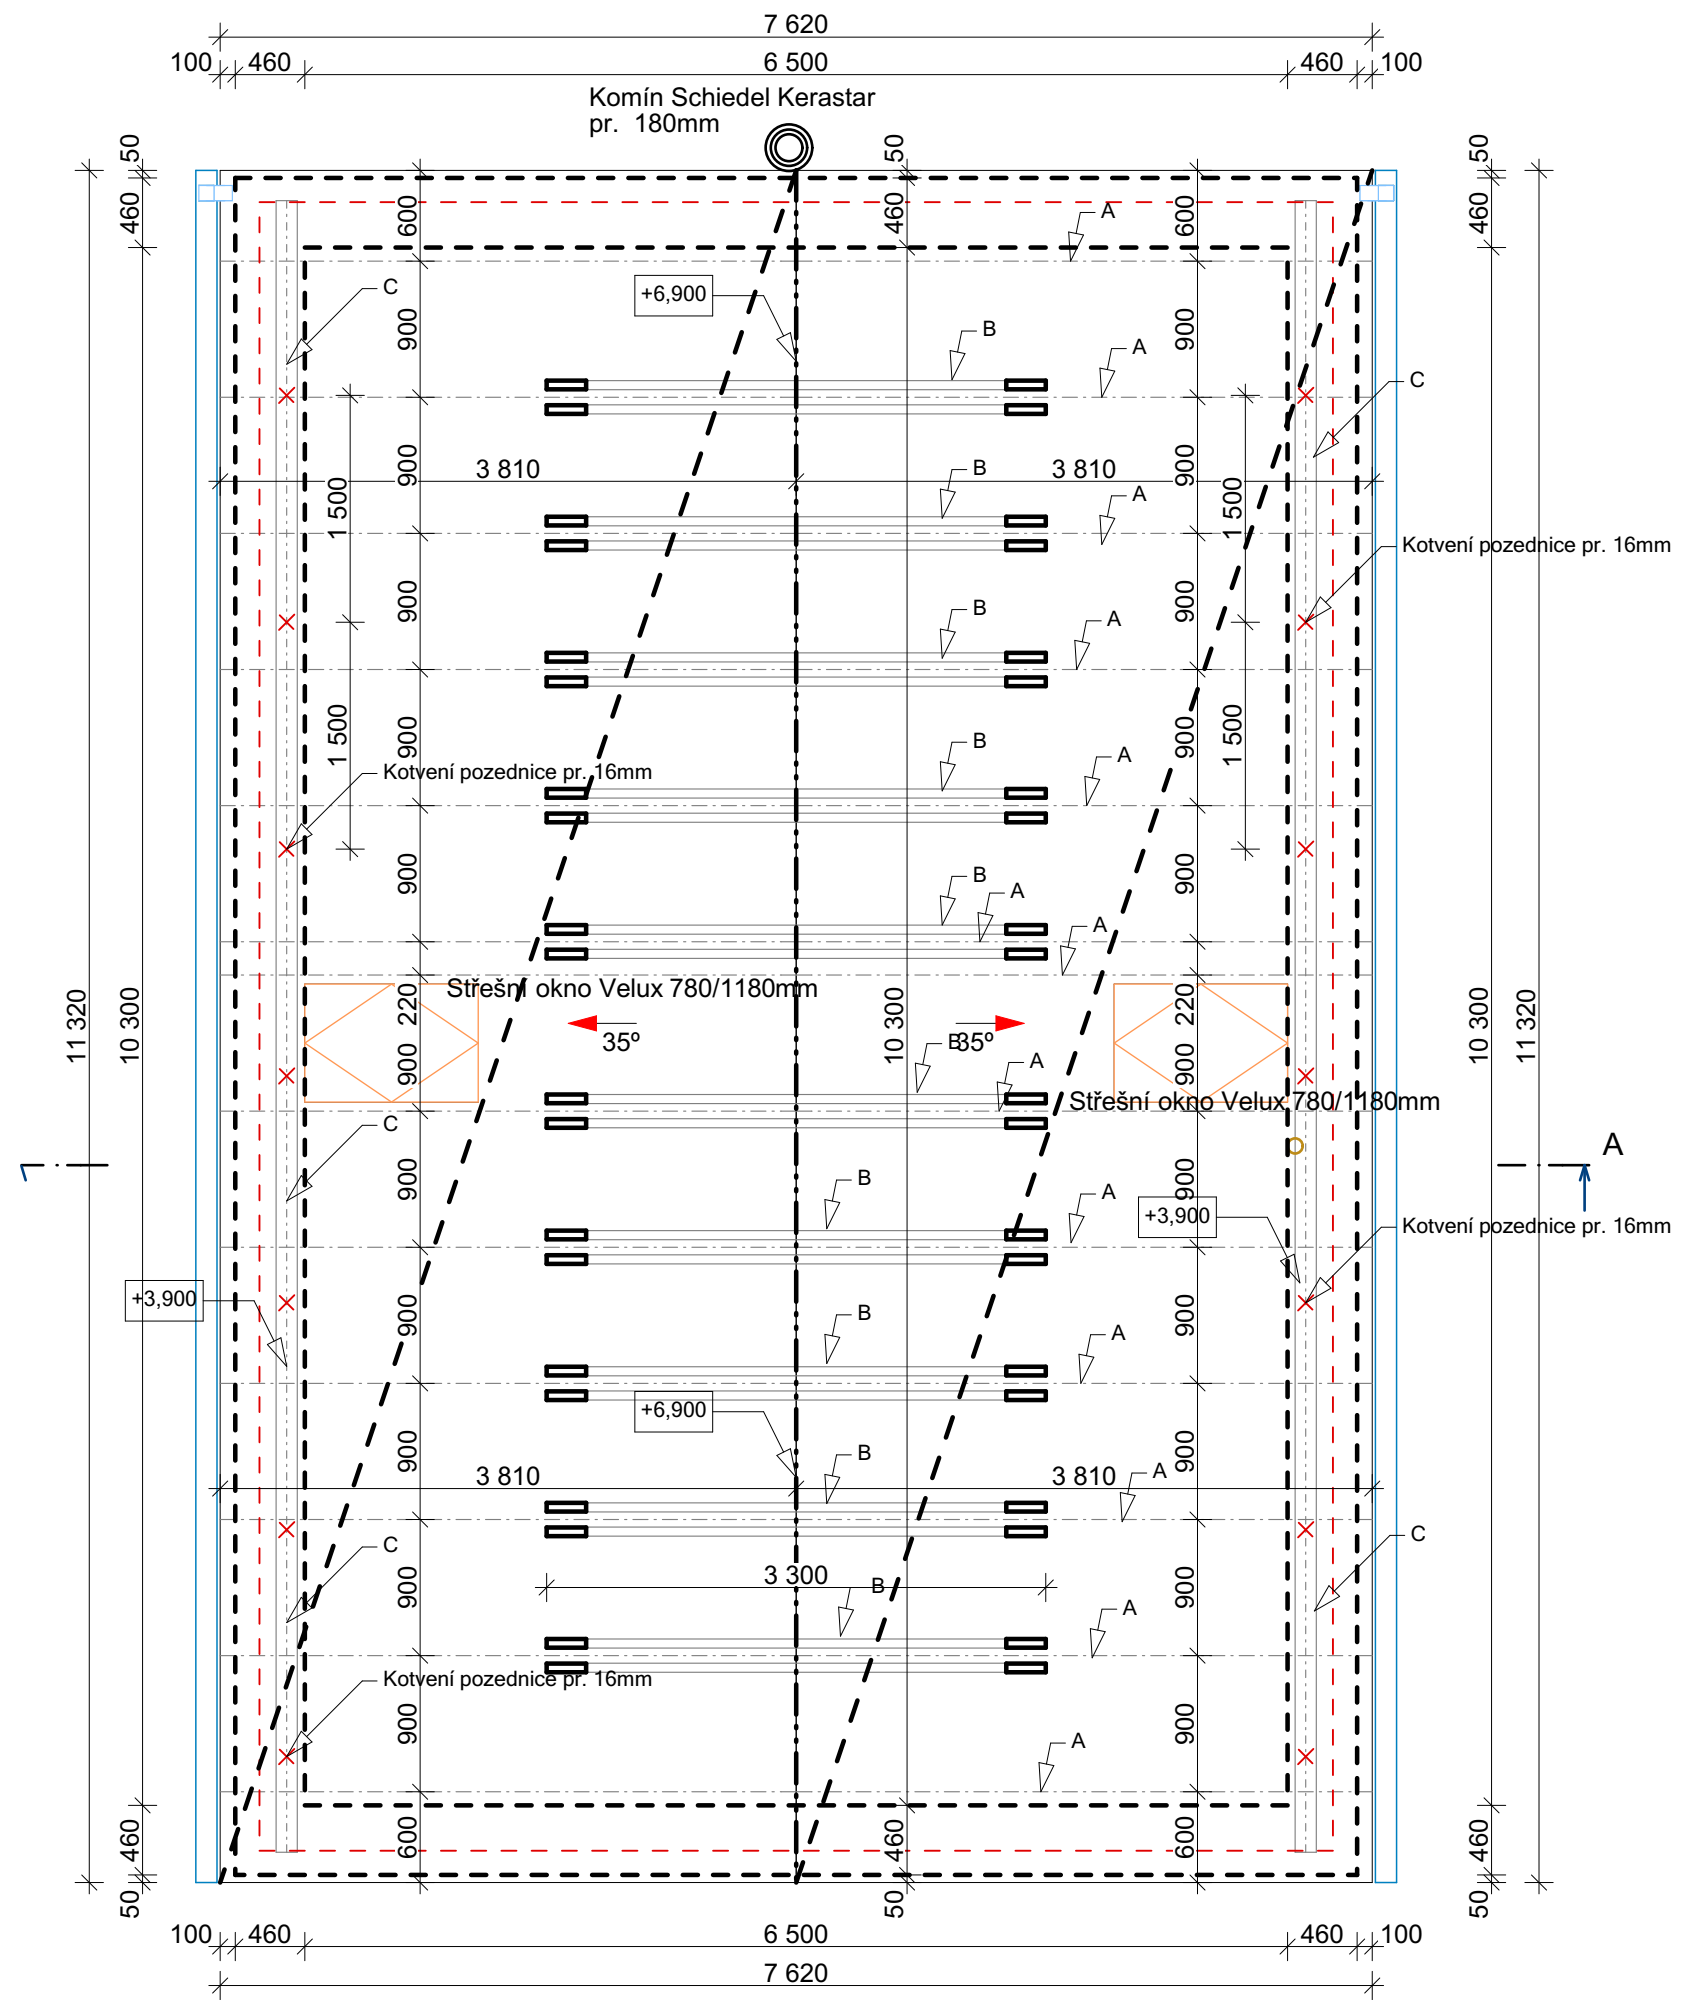 7 620
100 460 6 500 460 100
Komín Schiedel Kerastar
pr. 180mm
50 50 50
460 600 460 A 600 460
C +6,900
900 B A 900
C
900 3 810 B 3 810 900
1 500 A 1 500
Kotvení pozednice pr. 16mm
900 B A 900
1 500 900 B A 900 1 500
Kotvení pozednice pr. 16mm
900 B A 900
A
Střešní okno Velux 780/1180mm
11 320 10 300 220 35º 10 300 35º 220 10 300 11 320
900 B A 900
Střešní okno Velux 780/1180mm
C
A
900 B A 900
+3,900
Kotvení pozednice pr. 16mm
+3,900
900 B A 900
+6,900
900 B 900
3 810 3 810 A
C C
900 3 300 B A 900
Kotvení pozednice pr. 16mm
900 A 900
460 600 460 600 460
50 50 50
100 460 6 500 460 100
7 620